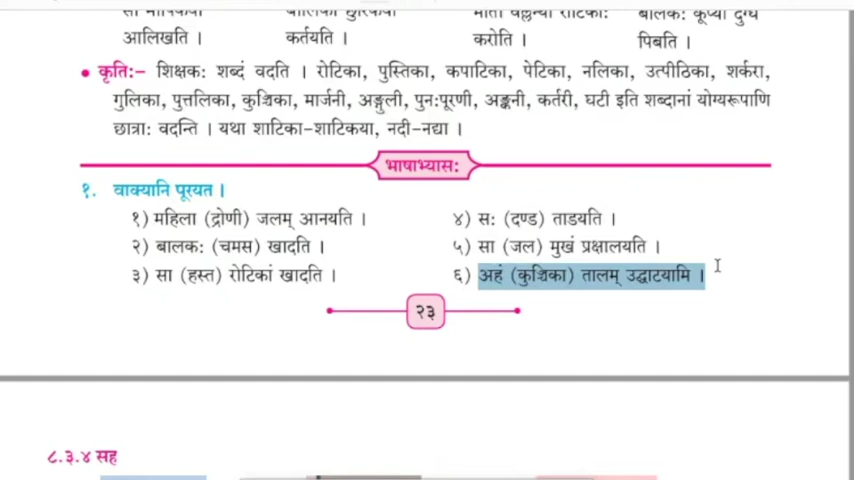 आलिखति ।
कर्तयति ।
करोति ।
पिबति ।
• कृतिः– शिक्षकः शब्दं वदति । रोटिका, पुस्तिका, कपाटिका, पेटिका, नलिका, उत्पीठिका, शर्करा,
गुलिका, पुत्तलिका, कुञ्चिका, मार्जनी, अङ्गुली, पुनःपूरणी, अङ्कनी, कर्तरी, घटी इति शब्दानां योग्यरूपाणि
छात्राः वदन्ति । यथा शाटिका-शाटिकया, नदी-नद्या ।
भाषाभ्यासः
१. वाक्यानि पूरयत ।
१) महिला (द्रोणी) जलम् आनयति ।
२) बालकः (चमस) खादति ।
३) सा (हस्त) रोटिकां खादति ।
४) सः (दण्ड) ताडयति ।
५) सा (जल) मुखं प्रक्षालयति ।
६) अहं (कुञ्चिका) तालम् उद्घाटयामि ।
२३
८.३.४ सह